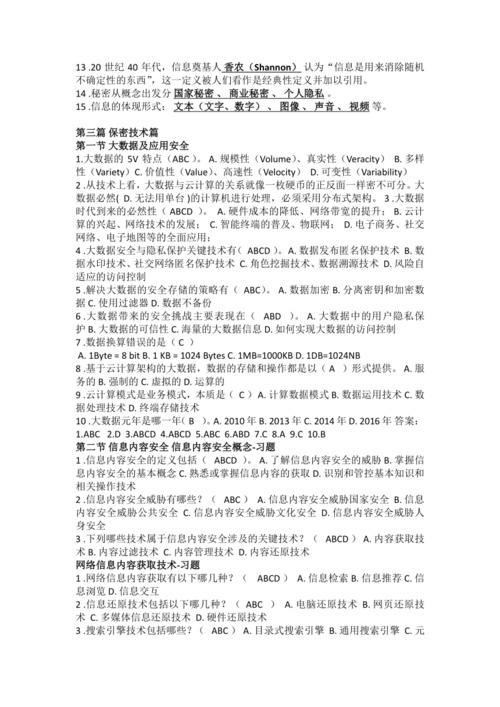 13 .20 世纪 40 年代，信息奠基人 香农（Shannon） 认为“信息是用来消除随机
不确定性的东西”，这一定义被人们看作是经典性定义并加以引用。
14 .秘密从概念出发分 国家秘密 、 商业秘密 、 个人隐私 。
15 .信息的体现形式： 文本（文字、数字） 、 图像 、 声音 、 视频 等。
第三篇 保密技术篇
第一节 大数据及应用安全
1.大数据的 5V 特点（ABC ）。 A. 规模性（Volume）、真实性（Veracity） B. 多样
性（Variety）C. 价值性（Value）、高速性（Velocity） D. 可变性（Variability）
2 .从技术上看，大数据与云计算的关系就像一枚硬币的正反面一样密不可分。大
数据必然( D. 无法用单台 )的计算机进行处理，必须采用分布式架构。 3 .大数据
时代到来的必然性（ ABCD ）。 A. 硬件成本的降低、网络带宽的提升； B. 云计
算的兴起、网络技术的发展； C. 智能终端的普及、物联网； D. 电子商务、社交
网络、电子地图等的全面应用；
4 .大数据安全与隐私保护关键技术有（ ABCD ）。 A. 数据发布匿名保护技术 B. 数
据水印技术、社交网络匿名保护技术 C. 角色挖掘技术、数据溯源技术 D. 风险自
适应的访问控制
5 .解决大数据的安全存储的策略有（ ABC）。 A. 数据加密 B. 分离密钥和加密数
据 C. 使用过滤器 D. 数据不备份
6 .大数据带来的安全挑战主要表现在（ ABD ）。 A. 大数据中的用户隐私保
护 B. 大数据的可信性 C. 海量的大数据信息 D. 如何实现大数据的访问控制
7 .数据换算错误的是（ C ）
A. 1Byte = 8 bit B. 1 KB = 1024 Bytes C. 1MB=1000KB D. 1DB=1024NB
8 .基于云计算架构的大数据，数据的存储和操作都是以（ A ）形式提供。 A. 服
务的 B. 强制的 C. 虚拟的 D. 运算的
9 .云计算模式是业务模式，本质是（ C ）A. 计算数据模式 B. 数据运用技术 C. 数
据处理技术 D. 终端存储技术
10 .大数据元年是哪一年（ B ）。 A. 2010 年 B. 2013 年 C. 2014 年 D. 2016 年 答案：
1.ABC 2.D 3.ABCD 4.ABCD 5.ABC 6.ABD 7.C 8.A 9.C 10.B
第二节 信息内容安全 信息内容安全概念-习题
1 .信息内容安全的定义包括（ ABCD ）。 A. 了解信息内容安全的威胁 B. 掌握信
息内容安全的基本概念 C. 熟悉或掌握信息内容的获取 D. 识别和管控基本知识和
相关操作技术
2 .信息内容安全威胁有哪些？（ ABC ） A. 信息内容安全威胁国家安全 B. 信息
内容安全威胁公共安全 C. 信息内容安全威胁文化安全 D. 信息内容安全威胁人
身安全
3 .下列哪些技术属于信息内容安全涉及的关键技术？（ ABCD ）A. 内容获取技
术 B. 内容过滤技术 C. 内容管理技术 D. 内容还原技术
网络信息内容获取技术-习题
1 .网络信息内容获取有以下哪几种？（ ABCD ） A. 信息检索 B. 信息推荐 C. 信
息浏览 D. 信息交互
2 .信息还原技术包括以下哪几种？（ ABC ） A. 电脑还原技术 B. 网页还原技
术 C. 多媒体信息还原技术 D. 硬件还原技术
3 .搜索引擎技术包括哪些？（ ABC ） A. 目录式搜索引擎 B. 通用搜索引擎 C. 元